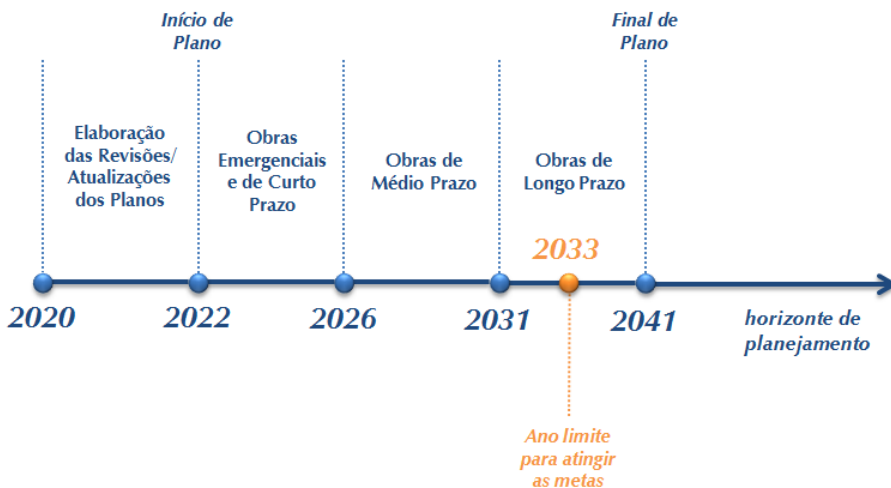 Início de
Plano
Final de
Plano
Elaboração
das Revisões/
Atualizações
dos Planos
Obras
Emergenciais
e de Curto
Prazo
Obras de
Médio Prazo
Obras de
Longo Prazo
2033
2020
2022
2026
2031
2041
horizonte de
planejamento
Ano limite
para atingir
as metas